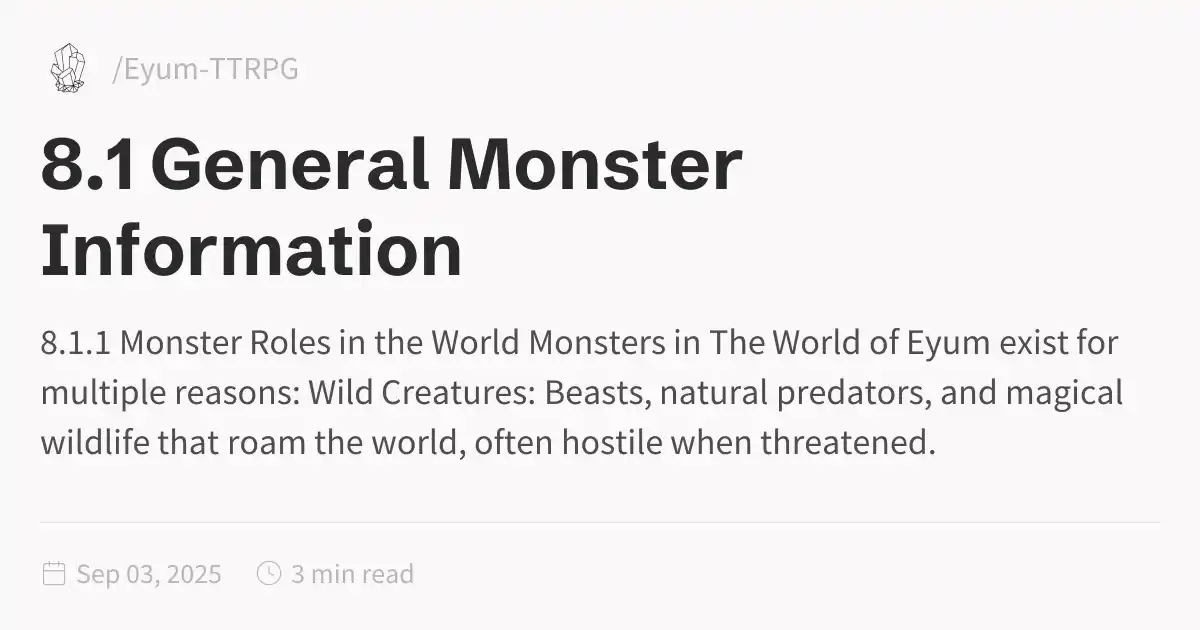 /Eyum-TTRPG
8.1 General Monster
Information
8.1.1 Monster Roles in the World Monsters in The World of Eyum exist for
multiple reasons: Wild Creatures: Beasts, natural predators, and magical
wildlife that roam the world, often hostile when threatened.
Sep 03, 2025 3 min read